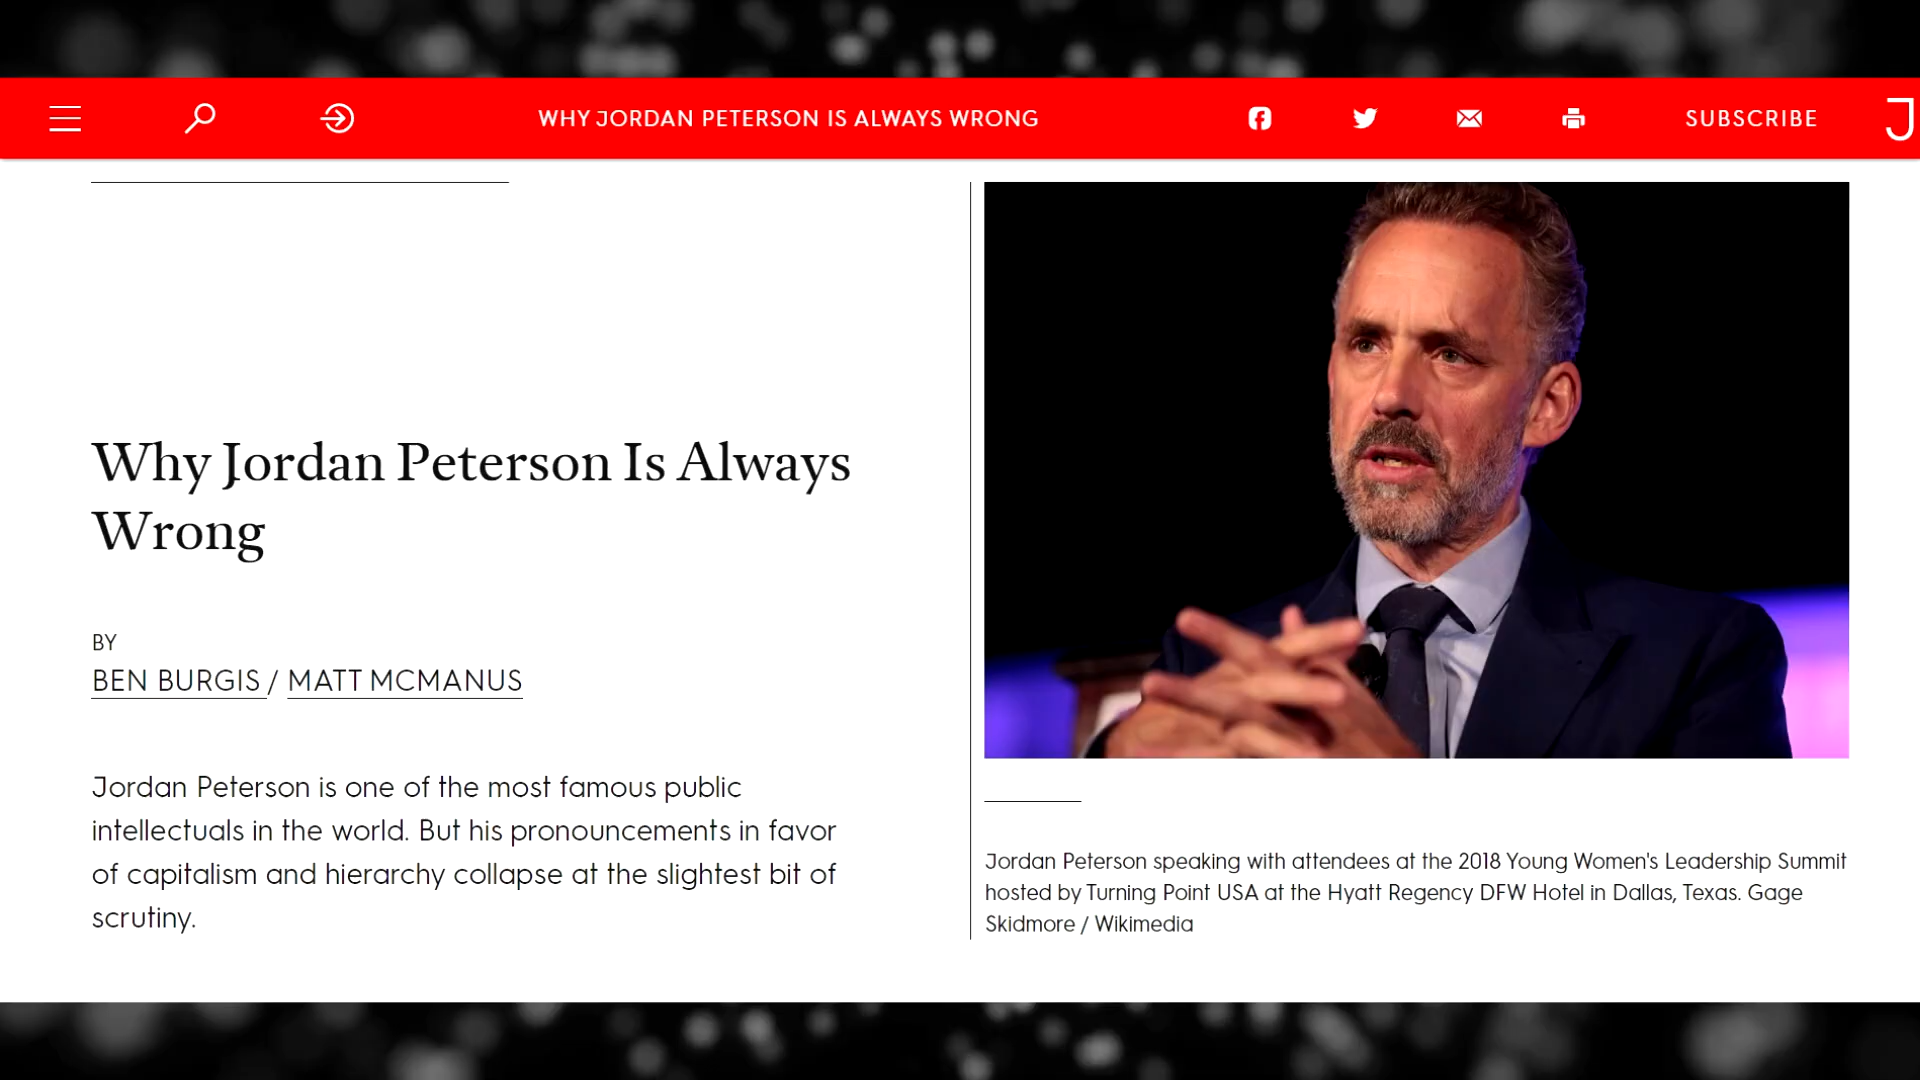 WHY JORDAN PETERSON IS ALWAYS WRONG
SUBSCRIBE
J
Why Jordan Peterson Is Always
Wrong
BY
BEN BURGIS / MATT MCMANUS
Jordan Peterson is one of the most famous public
intellectuals in the world. But his pronouncements in favor
of capitalism and hierarchy collapse at the slightest bit of
scrutiny.
Jordan Peterson speaking with attendees at the 2018 Young Women's Leadership Summit
hosted by Turning Point USA at the Hyatt Regency DFW Hotel in Dallas, Texas. Gage
Skidmore / Wikimedia